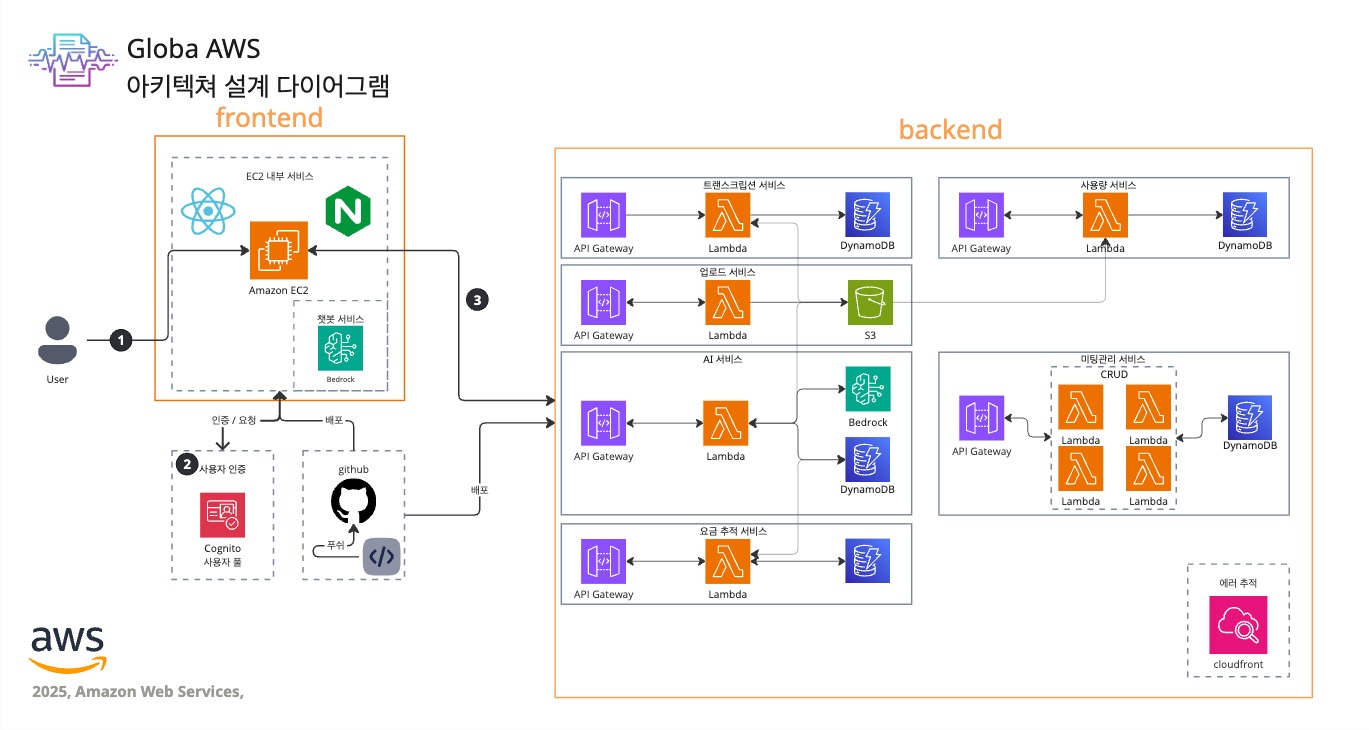 Globa AWS
아키텍쳐 설계 다이어그램
frontend
EC2 내부 서비스
Amazon EC2
챗봇 서비스
Bedrock
1
User
3
인증 / 요청
배포
2
사용자 인증
Cognito
사용자 풀
github
푸쉬
배포
backend
트랜스크립션 서비스
API Gateway
Lambda
DynamoDB
사용량 서비스
API Gateway
Lambda
DynamoDB
업로드 서비스
API Gateway
Lambda
S3
AI 서비스
API Gateway
Lambda
Bedrock
DynamoDB
미팅관리 서비스
CRUD
API Gateway
Lambda
Lambda
Lambda
Lambda
DynamoDB
요금 추적 서비스
API Gateway
Lambda
에러 추적
cloudfront
aws
2025, Amazon Web Services,